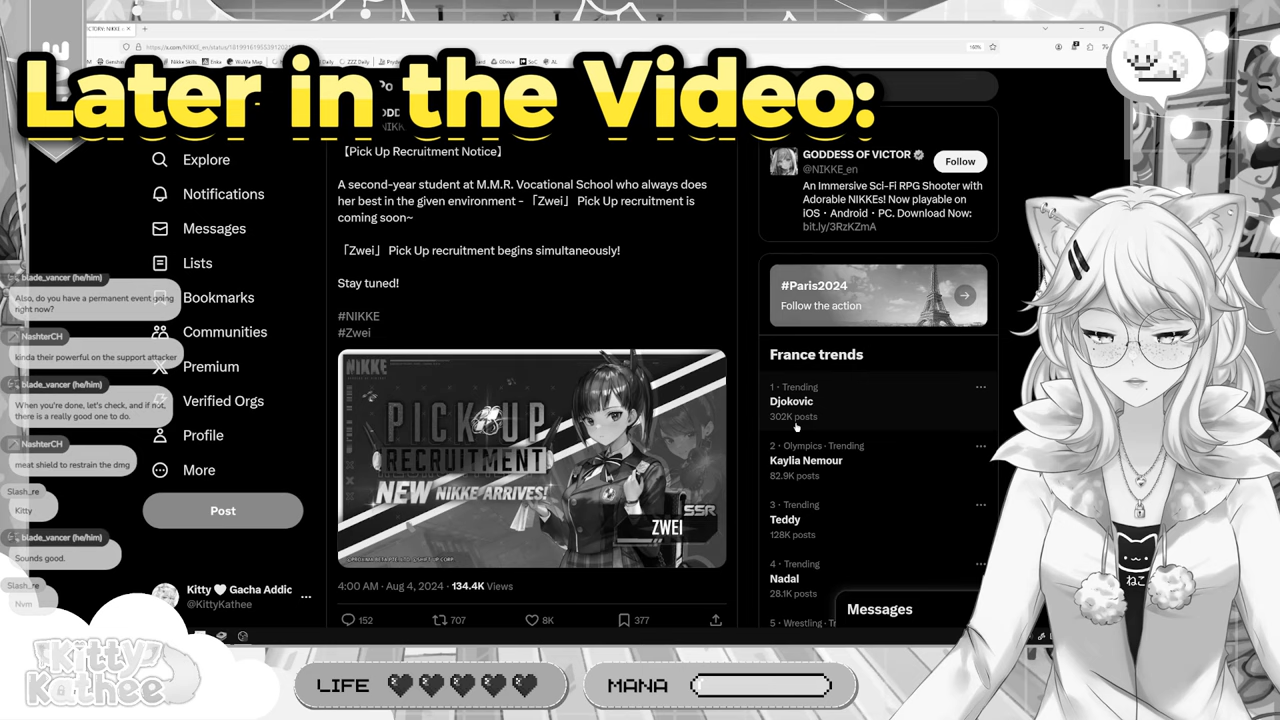 Later in the Video:
Explore
Notifications
Messages
Lists
Bookmarks
Communities
Premium
Verified Orgs
Profile
More
Post
Kitty 🤍 Gacha Addic
@KittyKathee
【Pick Up Recruitment Notice】
A second-year student at M.M.R. Vocational School who always does
her best in the given environment - 「Zwei」 Pick Up recruitment is
coming soon~
「Zwei」 Pick Up recruitment begins simultaneously!
Stay tuned!
#NIKKE
#Zwei
NIKKE
PICK UP
RECRUITMENT
NEW NIKKE ARRIVES!
SSR
ZWEI
4:00 AM · Aug 4, 2024 · 134.4K Views
152
707
8K
377
GODDESS OF VICTOR
@NIKKE_en
Follow
An Immersive Sci-Fi RPG Shooter with
Adorable NIKKEs! Now playable on
iOS・Android・PC. Download Now:
bit.ly/3RzKZmA
#Paris2024
Follow the action
France trends
1 · Trending
Djokovic
302K posts
2 · Olympics · Trending
Kaylia Nemour
82.9K posts
3 · Trending
Teddy
128K posts
4 · Trending
Nadal
28.1K posts
5 · Wrestling · Tr
Messages
blade_vancer (he/him)
Also, do you have a permanent event going
right now?
NashterCH
kinda their powerful on the support attacker
blade_vancer (he/him)
When you're done, let's check, and if not,
there is a really good one to do.
NashterCH
meat shield to restrain the dmg
Slash_re
Kitty
blade_vancer (he/him)
Sounds good.
Slash_re
Nvm
ねこ
Kitty
Kathee
LIFE
MANA